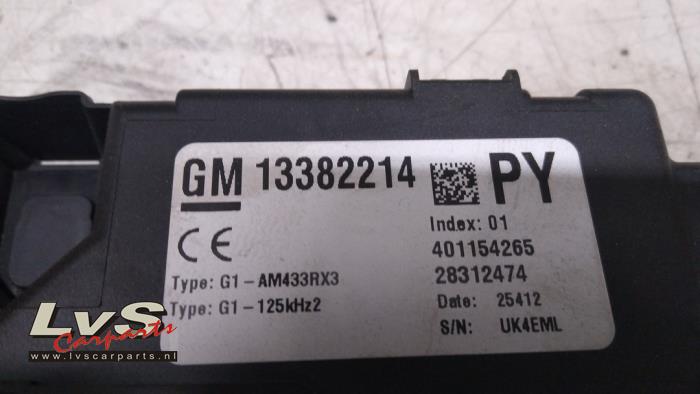 GM 13382214 PY
Index: 01
CE 401154265
Type: G1-AM433RX3 28312474
Type: G1-125kHz2 Date: 25412
S/N: UK4EML
LvS
Carparts
www.lvscarparts.nl